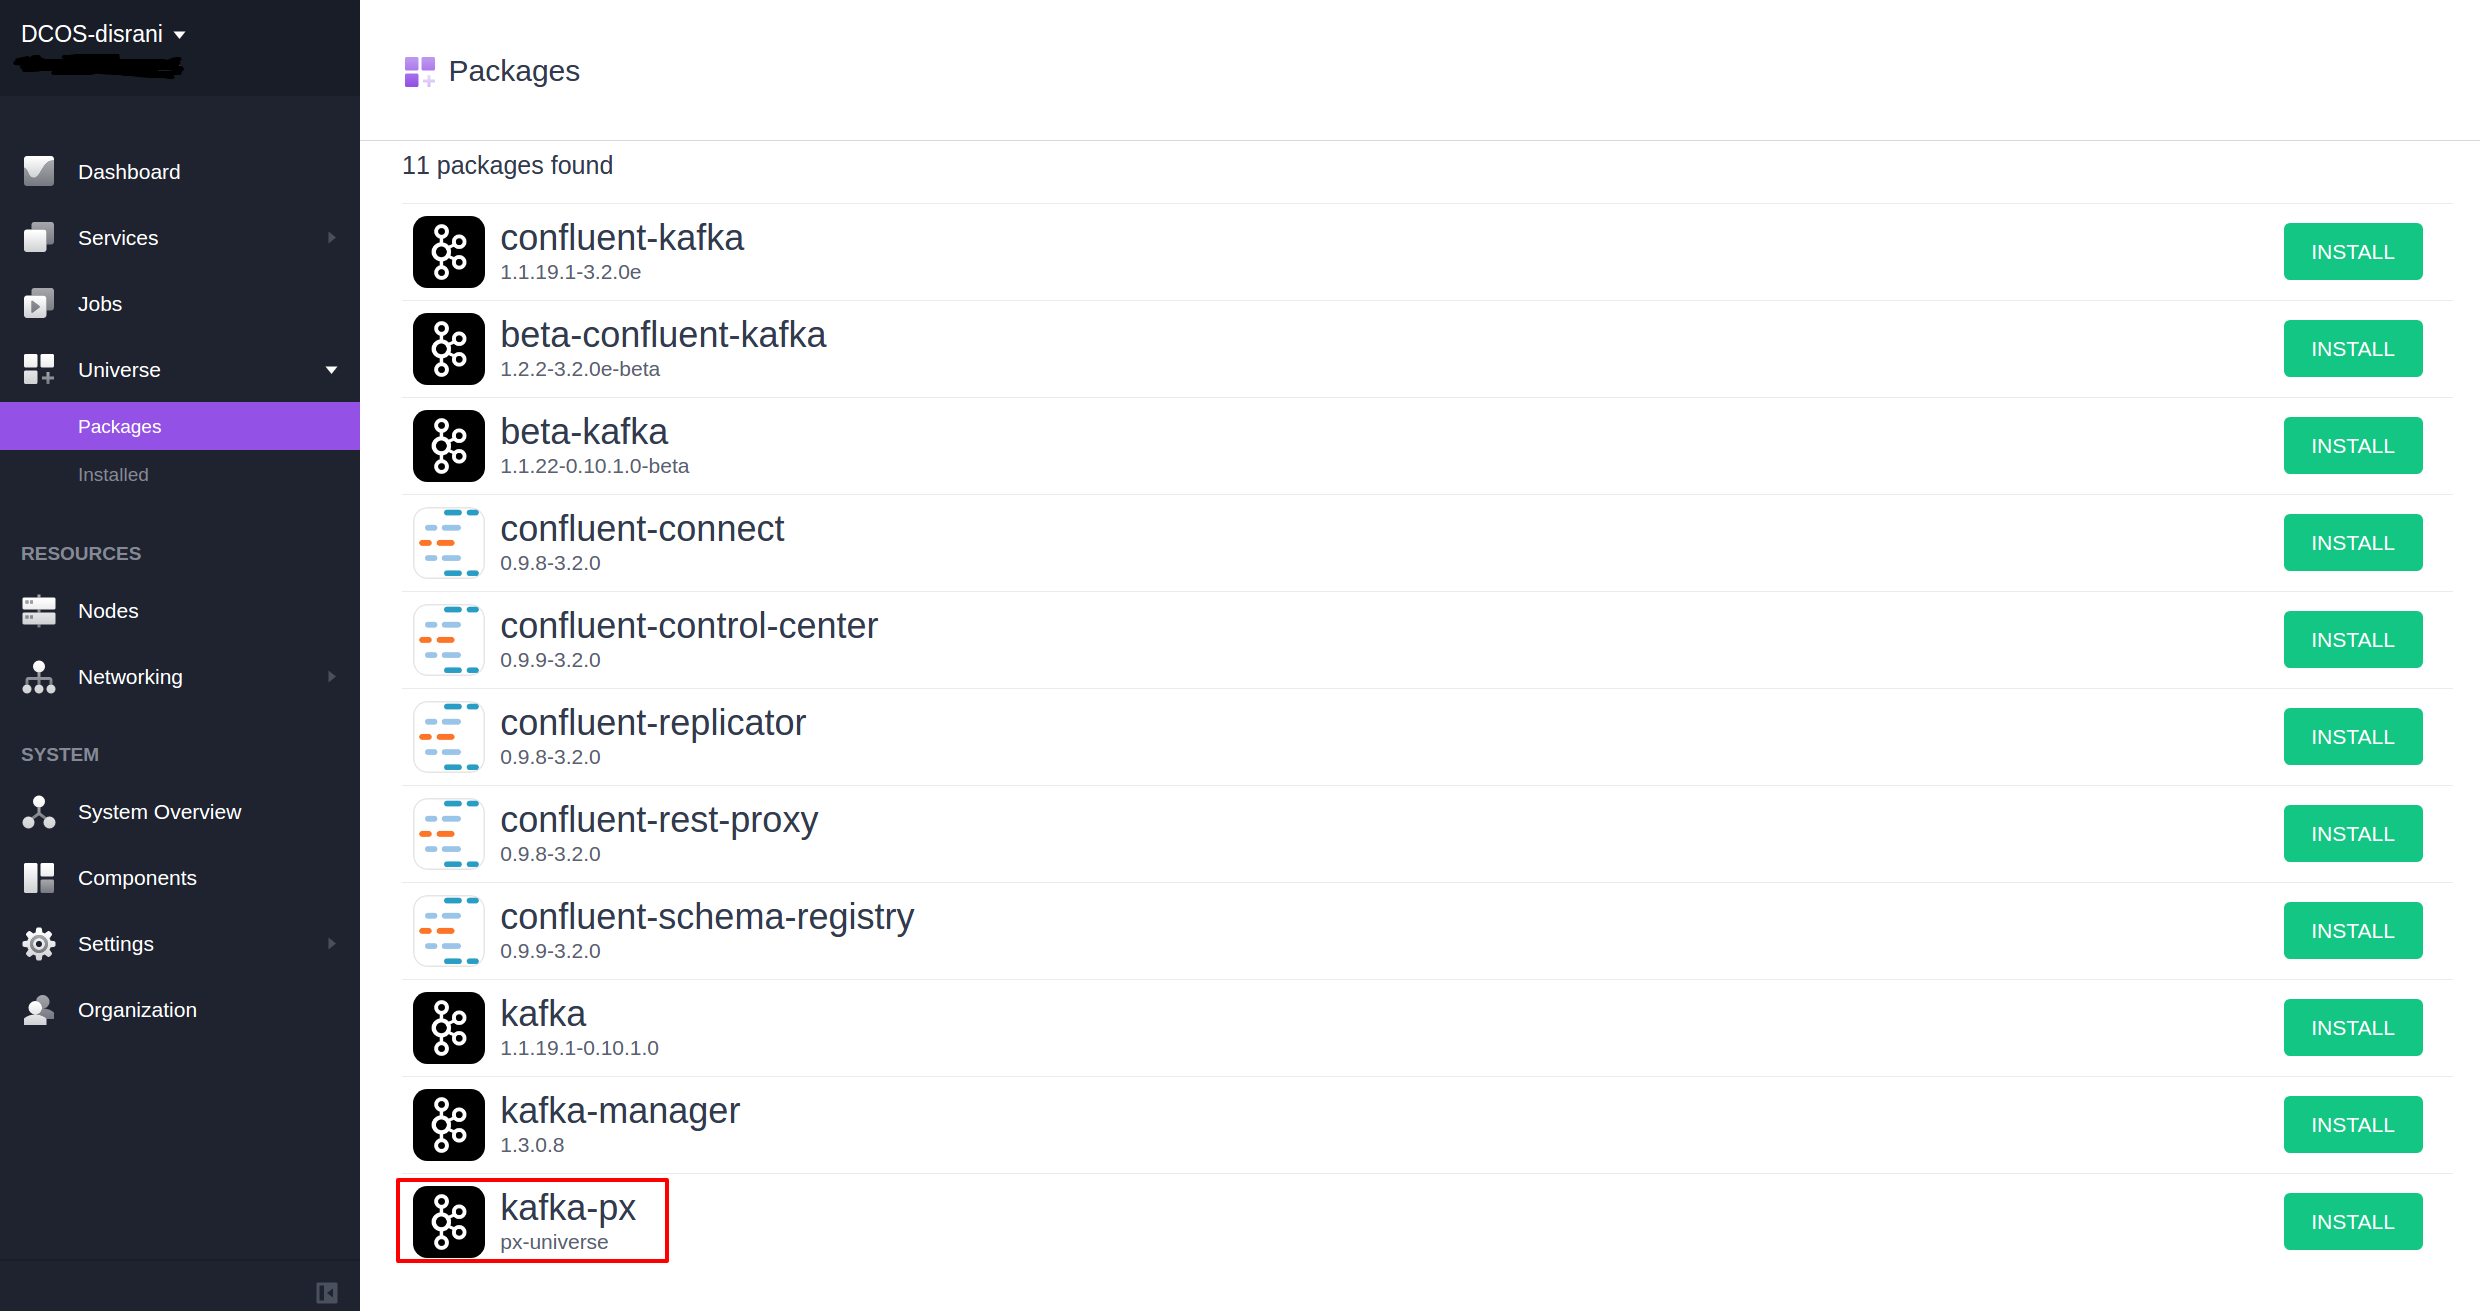 DCOS-disrani
Dashboard
Services
Jobs
Universe
Packages
Installed
RESOURCES
Nodes
Networking
SYSTEM
System Overview
Components
Settings
Organization
Packages
11 packages found
confluent-kafka
1.1.19.1-3.2.0e
INSTALL
beta-confluent-kafka
1.2.2-3.2.0e-beta
INSTALL
beta-kafka
1.1.22-0.10.1.0-beta
INSTALL
confluent-connect
0.9.8-3.2.0
INSTALL
confluent-control-center
0.9.9-3.2.0
INSTALL
confluent-replicator
0.9.8-3.2.0
INSTALL
confluent-rest-proxy
0.9.8-3.2.0
INSTALL
confluent-schema-registry
0.9.9-3.2.0
INSTALL
kafka
1.1.19.1-0.10.1.0
INSTALL
kafka-manager
1.3.0.8
INSTALL
kafka-px
px-universe
INSTALL